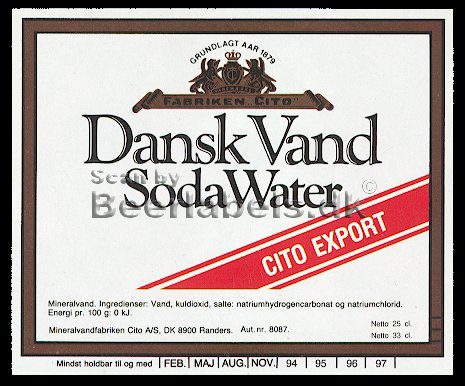 GRUNDLAGT AAR 1879
FABRIKEN "CITO"
Dansk Vand
Scan by
Soda Water
©
Beerlabels.dk
CITO EXPORT
Mineralvand. Ingredienser: Vand, kuldioxid, salte: natriumhydrogencarbonat og natriumchlorid.
Energi pr. 100 g: 0 kJ.
Netto 25 cl.
Mineralvandfabriken Cito A/S, DK 8900 Randers. Aut. nr. 8087.
Netto 33 cl.
Mindst holdbar til og med | FEB. | MAJ | AUG. | NOV. | 94 | 95 | 96 | 97 |